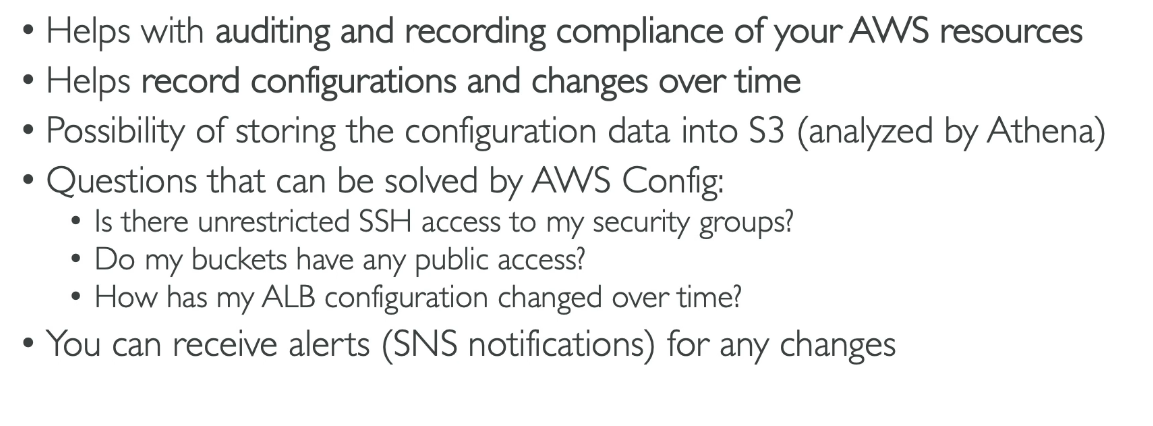 • Helps with auditing and recording compliance of your AWS resources
• Helps record configurations and changes over time
• Possibility of storing the configuration data into S3 (analyzed by Athena)
• Questions that can be solved by AWS Config:
• Is there unrestricted SSH access to my security groups?
• Do my buckets have any public access?
• How has my ALB configuration changed over time?
• You can receive alerts (SNS notifications) for any changes